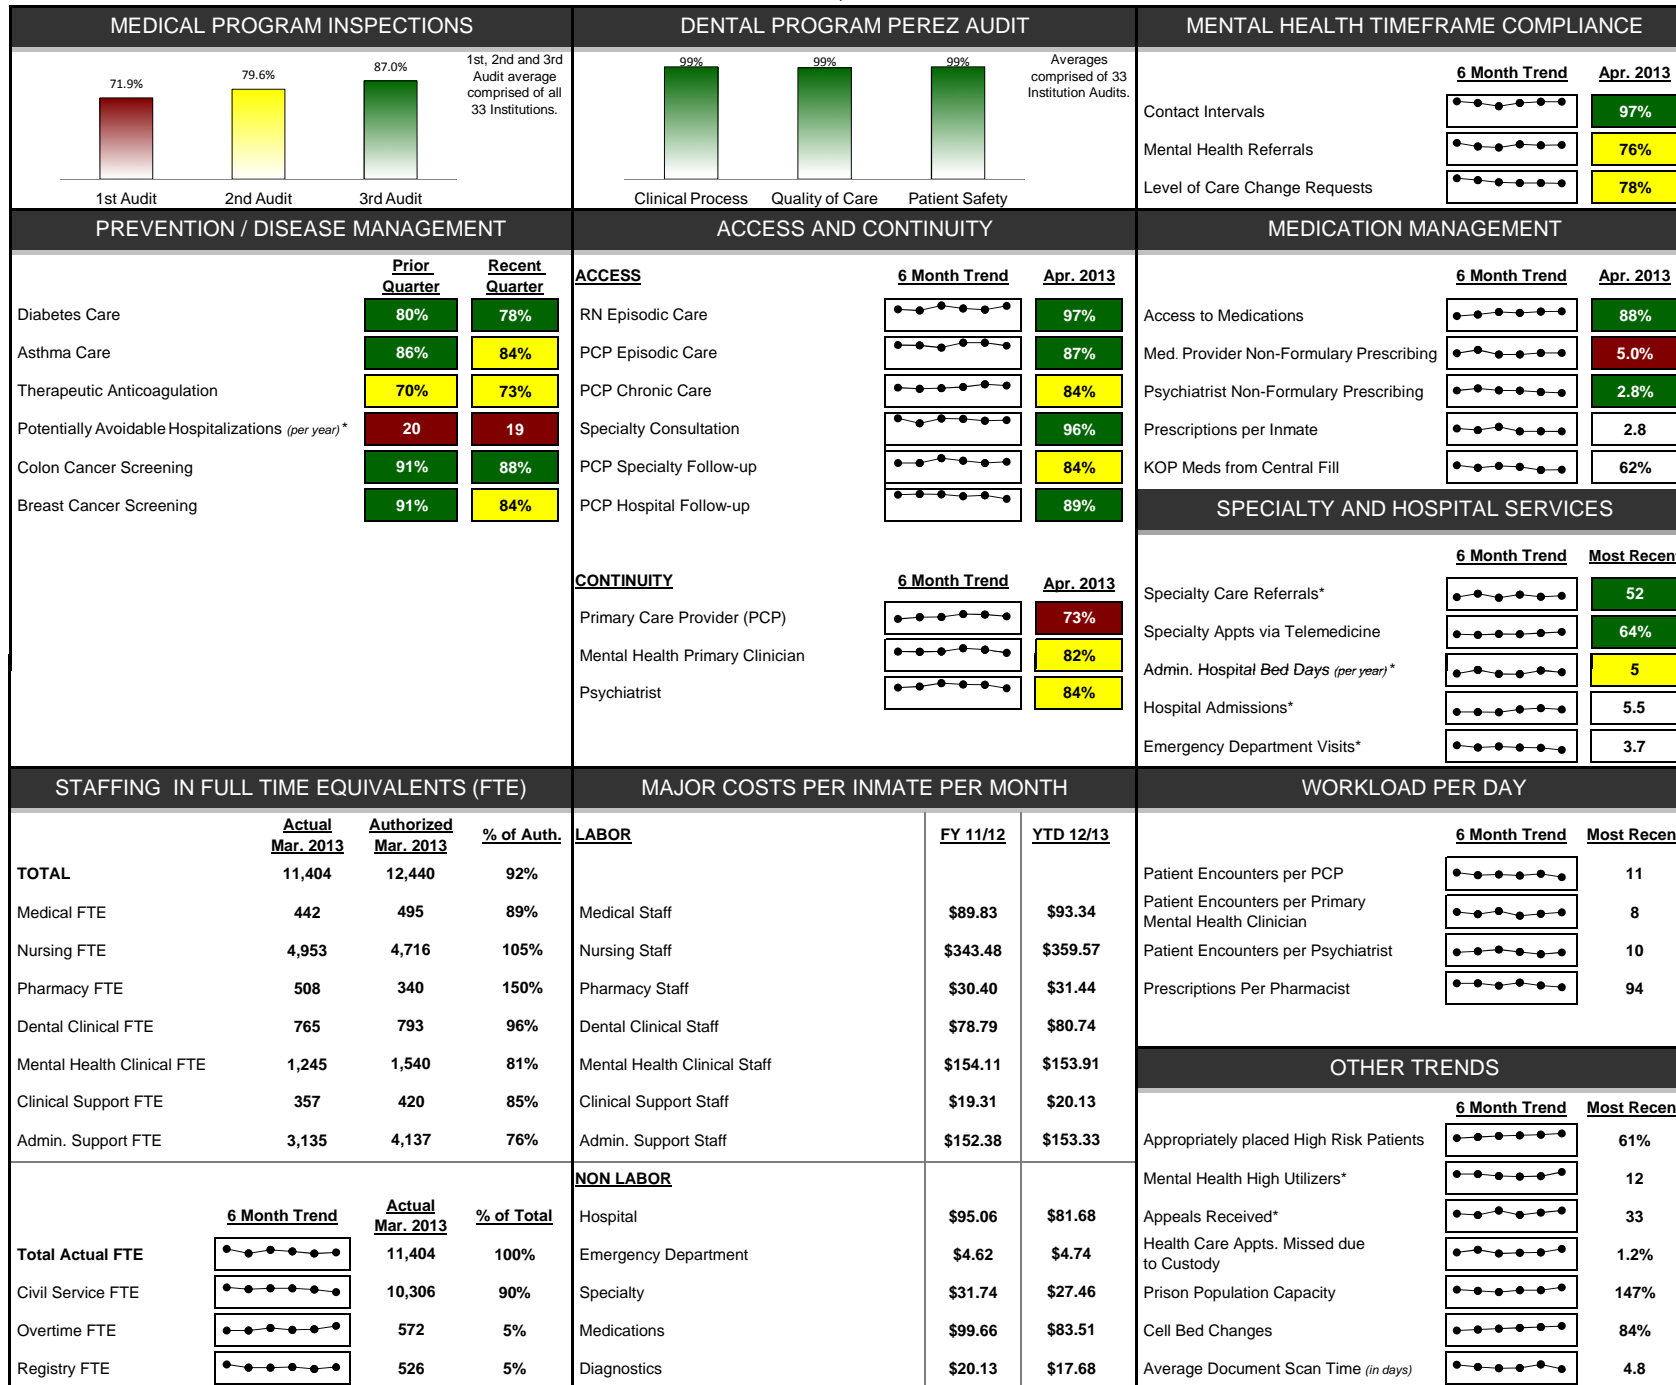 MEDICAL PROGRAM INSPECTIONS
71.9%
79.6%
87.0%
1st, 2nd and 3rd
Audit average
comprised of all
33 Institutions.
1st Audit 2nd Audit 3rd Audit
DENTAL PROGRAM PEREZ AUDIT
99% 99% 99%
Averages
comprised of 33
Institution Audits.
Clinical Process Quality of Care Patient Safety
MENTAL HEALTH TIMEFRAME COMPLIANCE
6 Month Trend Apr. 2013
Contact Intervals 97%
Mental Health Referrals 76%
Level of Care Change Requests 78%
PREVENTION / DISEASE MANAGEMENT
Prior Recent
Quarter Quarter
Diabetes Care 80% 78%
Asthma Care 86% 84%
Therapeutic Anticoagulation 70% 73%
Potentially Avoidable Hospitalizations (per year)* 20 19
Colon Cancer Screening 91% 88%
Breast Cancer Screening 91% 84%
ACCESS AND CONTINUITY
ACCESS 6 Month Trend Apr. 2013
RN Episodic Care 97%
PCP Episodic Care 87%
PCP Chronic Care 84%
Specialty Consultation 96%
PCP Specialty Follow-up 84%
PCP Hospital Follow-up 89%
CONTINUITY 6 Month Trend Apr. 2013
Primary Care Provider (PCP) 73%
Mental Health Primary Clinician 82%
Psychiatrist 84%
MEDICATION MANAGEMENT
6 Month Trend Apr. 2013
Access to Medications 88%
Med. Provider Non-Formulary Prescribing 5.0%
Psychiatrist Non-Formulary Prescribing 2.8%
Prescriptions per Inmate 2.8
KOP Meds from Central Fill 62%
SPECIALTY AND HOSPITAL SERVICES
6 Month Trend Most Recent
Specialty Care Referrals* 52
Specialty Appts via Telemedicine 64%
Admin. Hospital Bed Days (per year)* 5
Hospital Admissions* 5.5
Emergency Department Visits* 3.7
STAFFING IN FULL TIME EQUIVALENTS (FTE)
Actual Authorized
Mar. 2013 Mar. 2013 % of Auth.
TOTAL 11,404 12,440 92%
Medical FTE 442 495 89%
Nursing FTE 4,953 4,716 105%
Pharmacy FTE 508 340 150%
Dental Clinical FTE 765 793 96%
Mental Health Clinical FTE 1,245 1,540 81%
Clinical Support FTE 357 420 85%
Admin. Support FTE 3,135 4,137 76%
6 Month Trend Actual % of Total
Mar. 2013
Total Actual FTE 11,404 100%
Civil Service FTE 10,306 90%
Overtime FTE 572 5%
Registry FTE 526 5%
MAJOR COSTS PER INMATE PER MONTH
LABOR FY 11/12 YTD 12/13
Medical Staff $89.83 $93.34
Nursing Staff $343.48 $359.57
Pharmacy Staff $30.40 $31.44
Dental Clinical Staff $78.79 $80.74
Mental Health Clinical Staff $154.11 $153.91
Clinical Support Staff $19.31 $20.13
Admin. Support Staff $152.38 $153.33
NON LABOR
Hospital $95.06 $81.68
Emergency Department $4.62 $4.74
Specialty $31.74 $27.46
Medications $99.66 $83.51
Diagnostics $20.13 $17.68
WORKLOAD PER DAY
6 Month Trend Most Recen
Patient Encounters per PCP 11
Patient Encounters per Primary
Mental Health Clinician 8
Patient Encounters per Psychiatrist 10
Prescriptions Per Pharmacist 94
OTHER TRENDS
6 Month Trend Most Recen
Appropriately placed High Risk Patients 61%
Mental Health High Utilizers* 12
Appeals Received* 33
Health Care Appts. Missed due
to Custody 1.2%
Prison Population Capacity 147%
Cell Bed Changes 84%
Average Document Scan Time (in days) 4.8